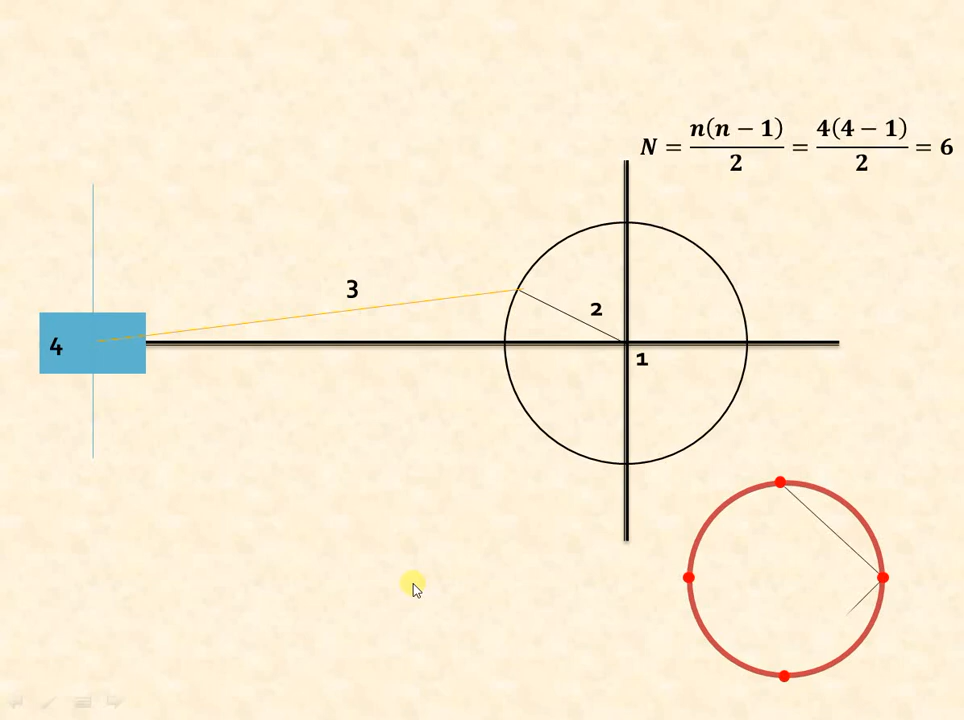 N = n(n − 1)/2 = 4(4 − 1)/2 = 6
3
2
4
1